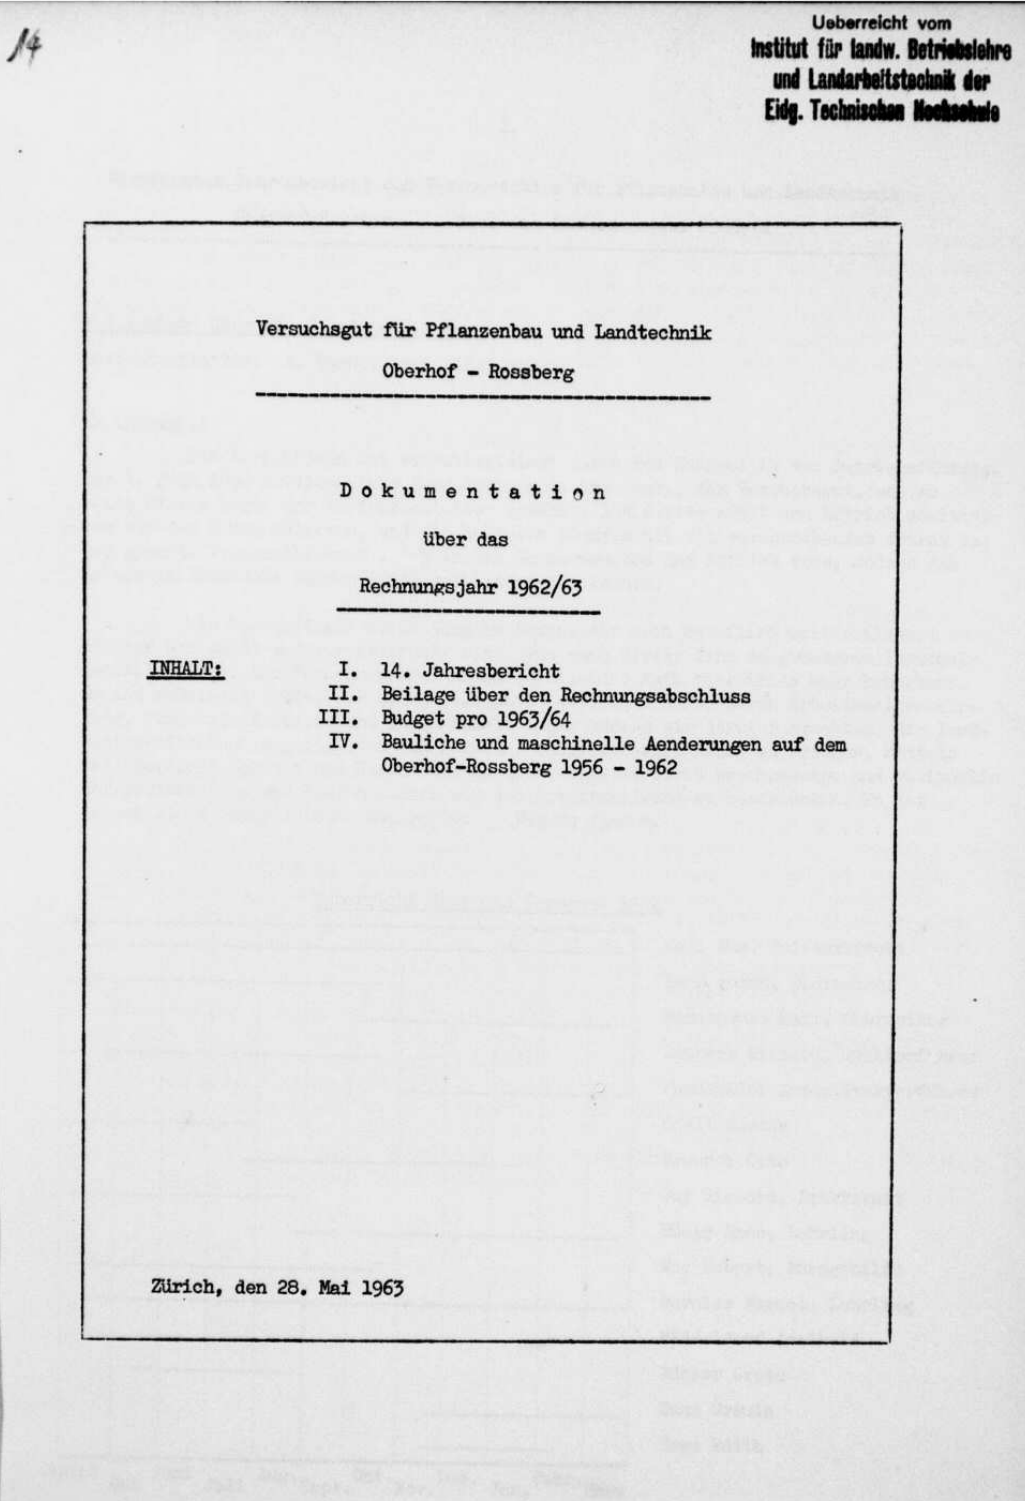 14
Ueberreicht vom
Institut für landw. Betriebslehre
und Landarbeitstechnik der
Eidg. Technischen Hochschule
Versuchsgut für Pflanzenbau und Landtechnik
Oberhof - Rossberg
Dokumentation
über das
Rechnungsjahr 1962/63
INHALT: I. 14. Jahresbericht
II. Beilage über den Rechnungsabschluss
III. Budget pro 1963/64
IV. Bauliche und maschinelle Aenderungen auf dem
Oberhof-Rossberg 1956 - 1962
Zürich, den 28. Mai 1963